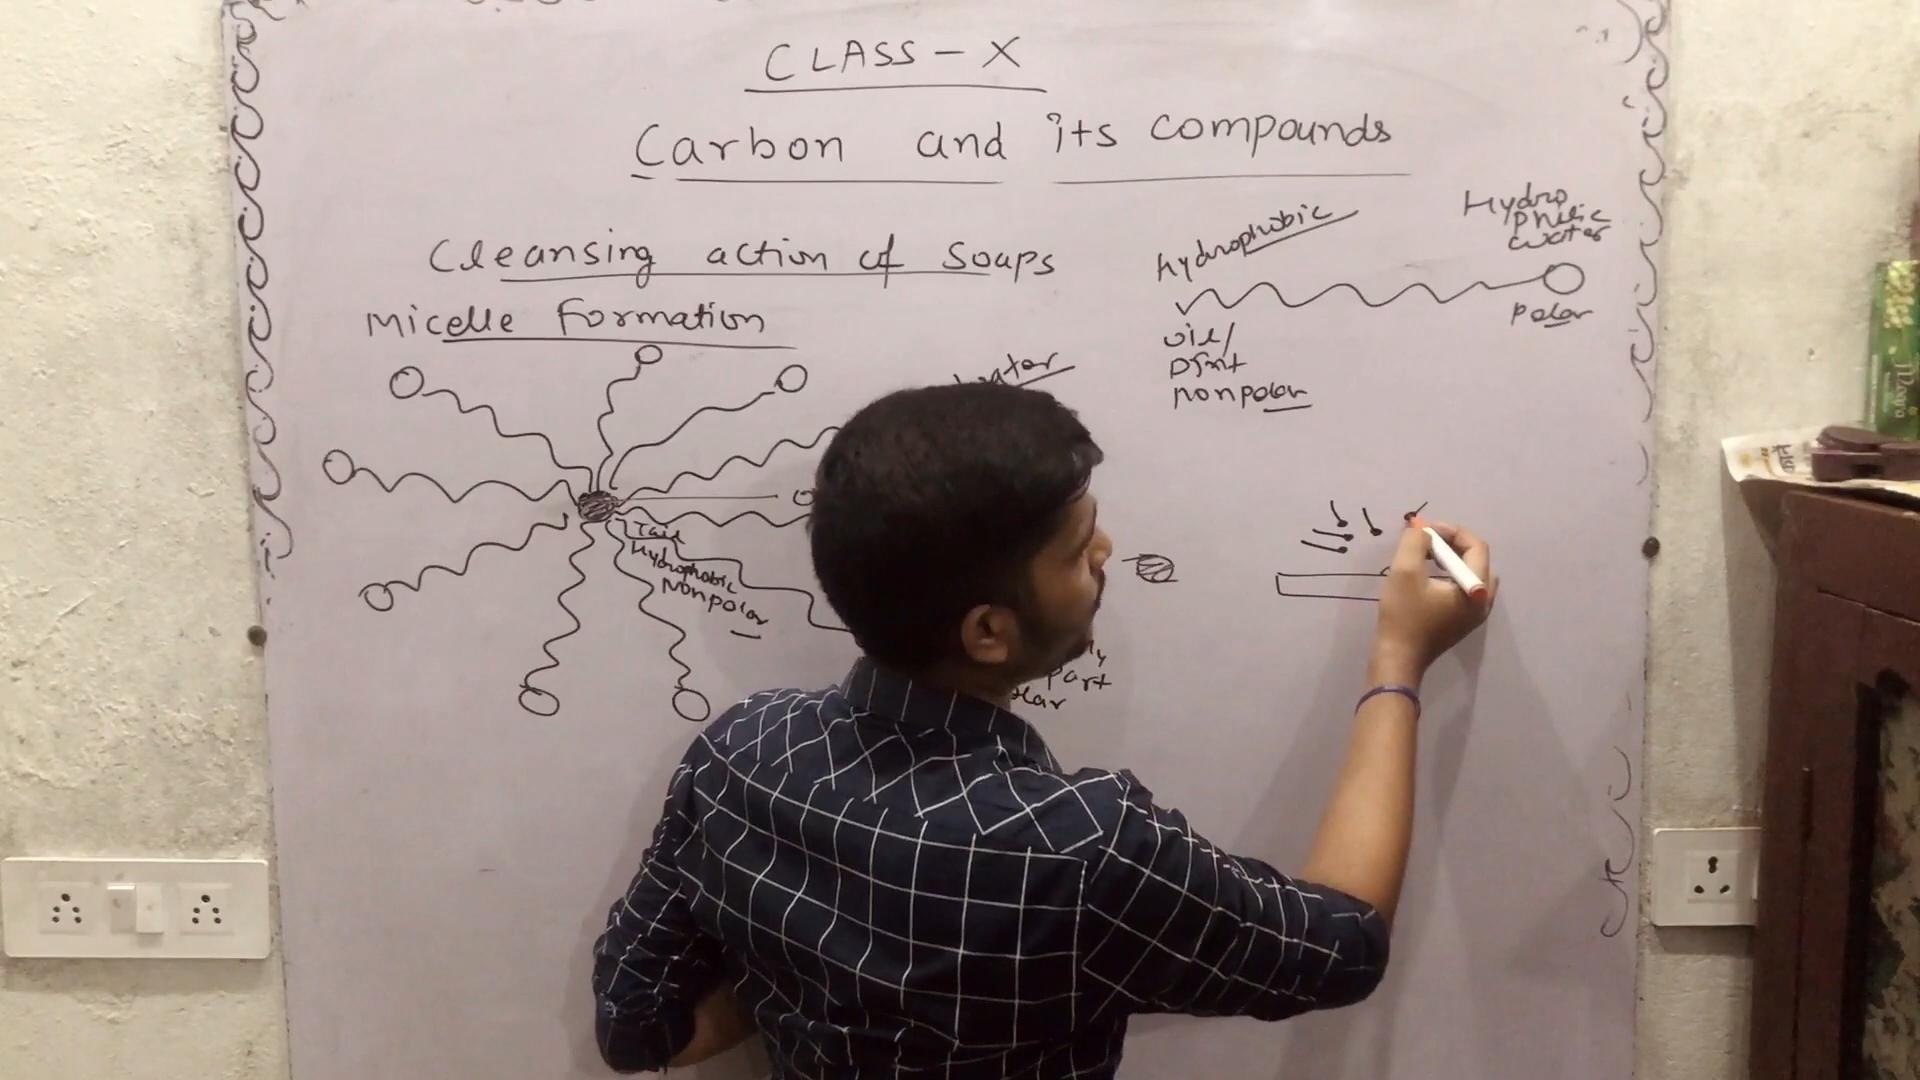 CLASS - X
Carbon and its compounds
Cleansing action of Soaps
Micelle Formation
Hydrophobic
Hydro
philic
water
Polar
oil/
nonpolar
water
Tail
Hydrophobic
Nonpolar
part